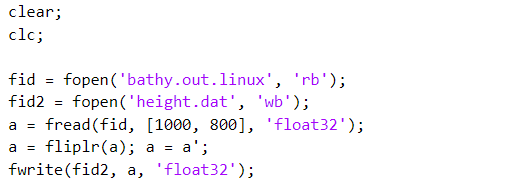 clear;
clc;
fid = fopen('bathy.out.linux', 'rb');
fid2 = fopen('height.dat', 'wb');
a = fread(fid, [1000, 800], 'float32');
a = fliplr(a); a = a';
fwrite(fid2, a, 'float32');